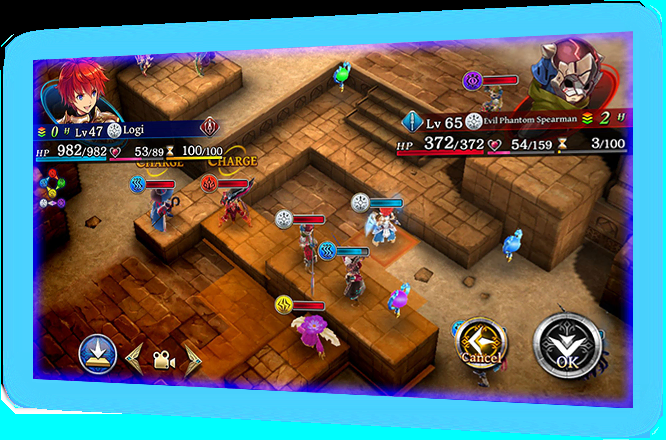 0 H Lv47 Logi
HP 982/982 53/89 100/100
Lv 65 Evil Phantom Spearman 2 H
HP 372/372 54/159 3/100
CHARGE CHARGE
Cancel
OK